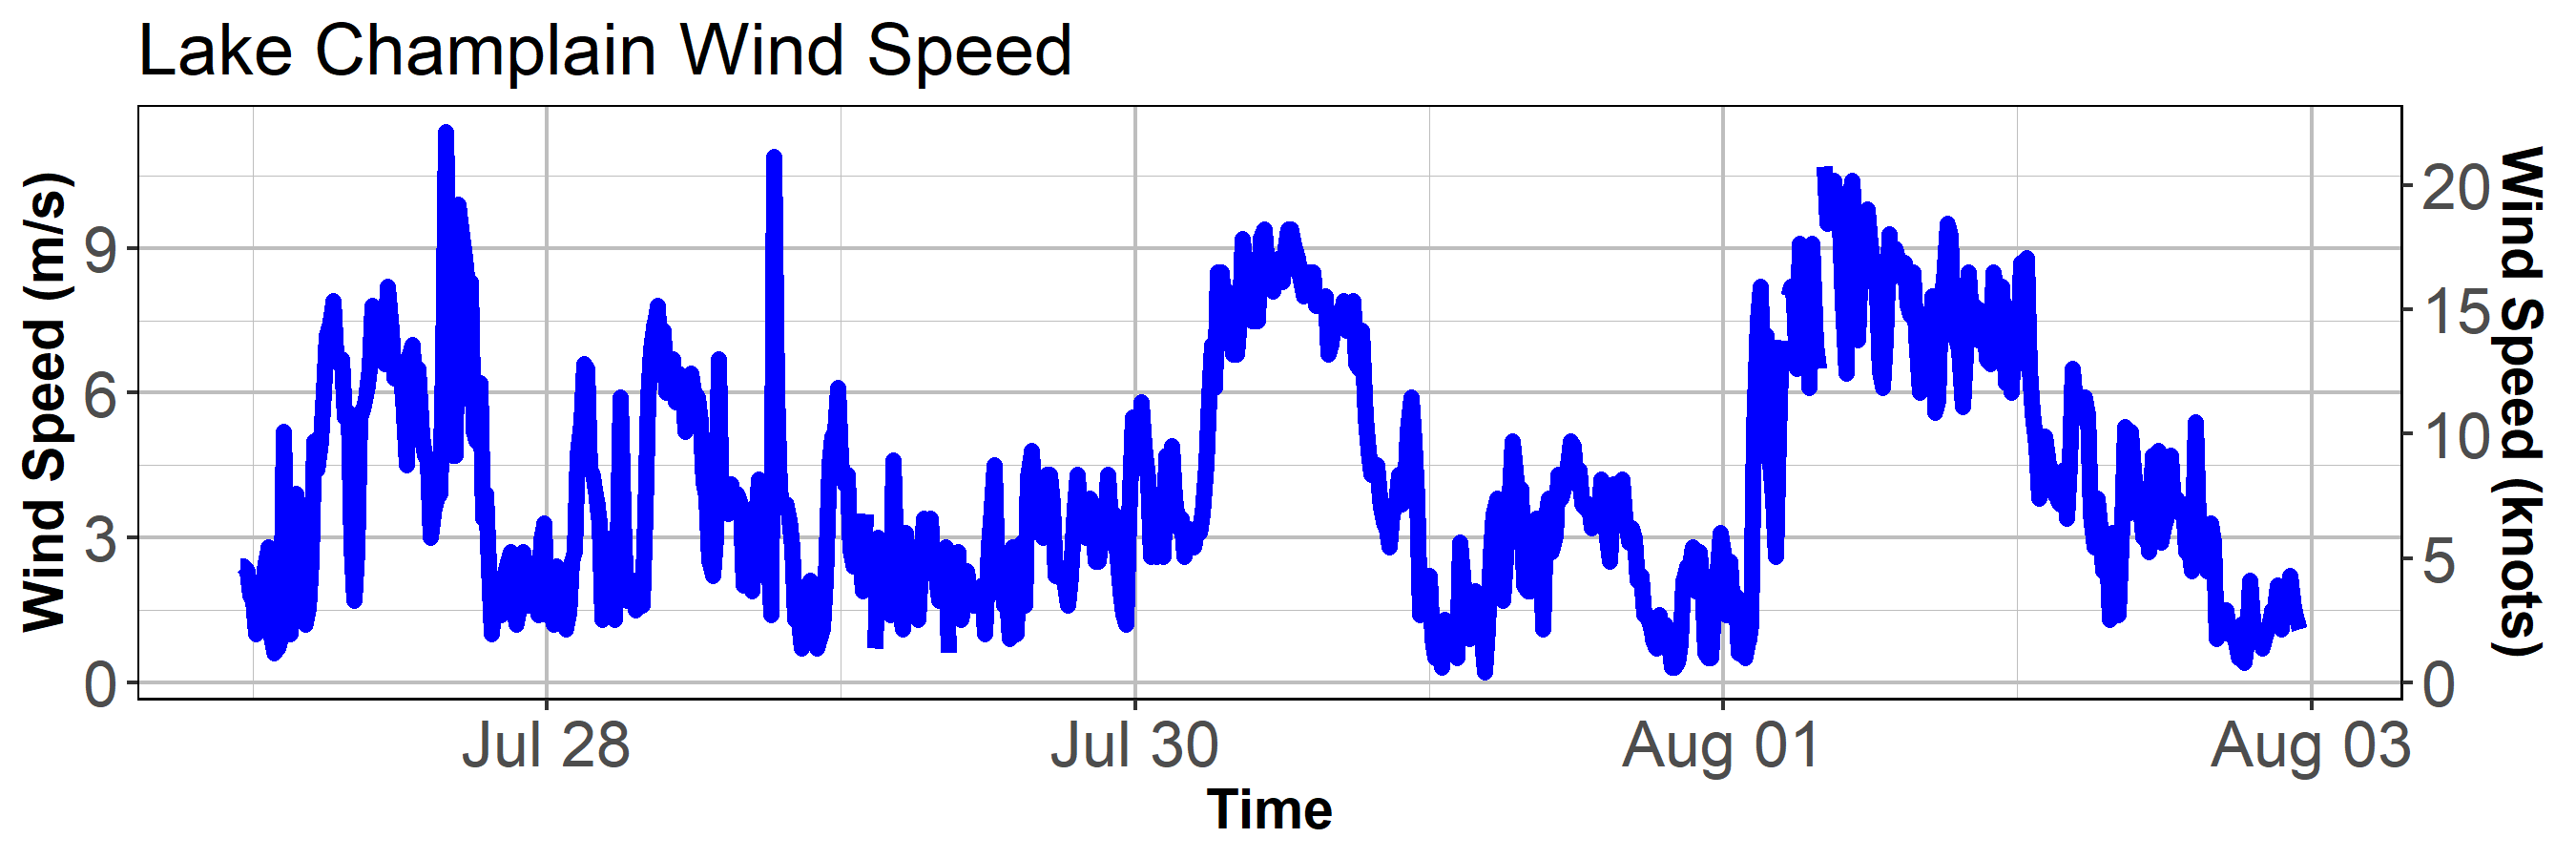 Lake Champlain Wind Speed
Wind Speed (m/s)
9
6
3
0
20
15
10
5
0
Wind Speed (knots)
Jul 28
Jul 30
Aug 01
Aug 03
Time